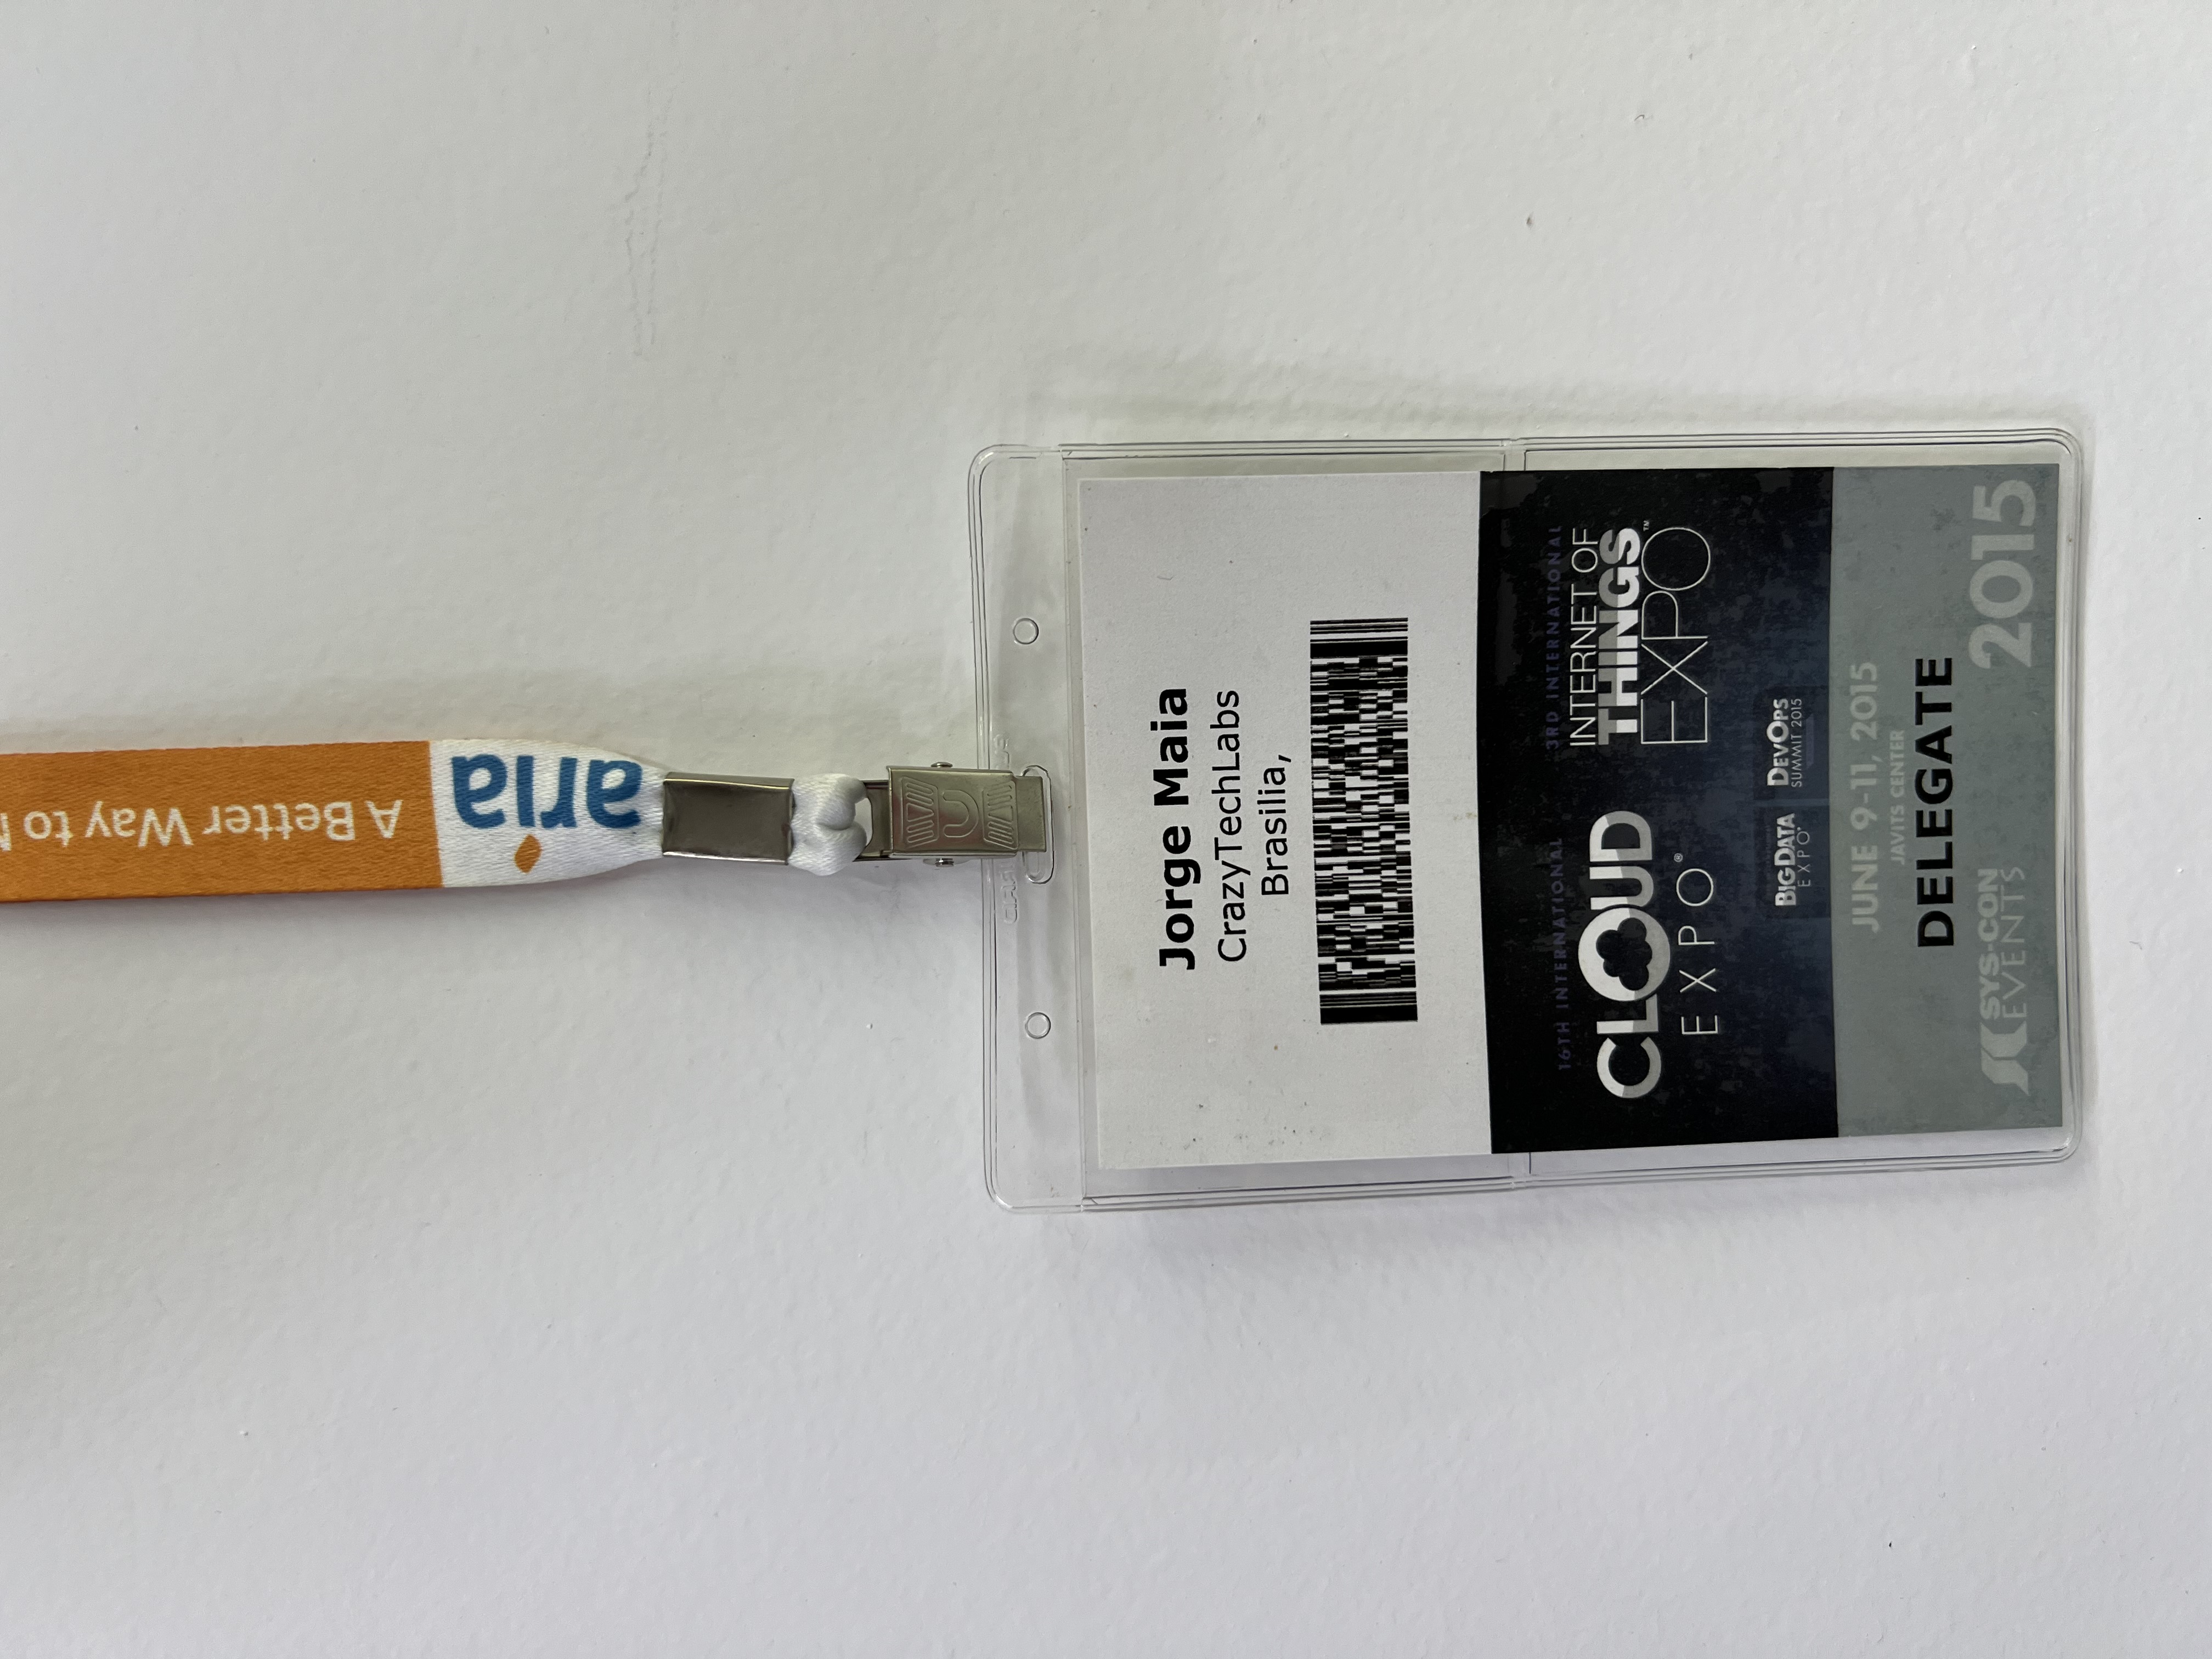 A Better Way to
aria
Jorge Maia
CrazyTechLabs
Brasilia,
16TH INTERNATIONAL
CLOUD
EXPO®
3RD INTERNATIONAL
INTERNET OF
THINGS
EXPO™
BIGDATA
EXPO®
DEVOPS
SUMMIT 2015
JUNE 9-11, 2015
JAVITS CENTER
DELEGATE
SYS-CON
EVENTS
2015